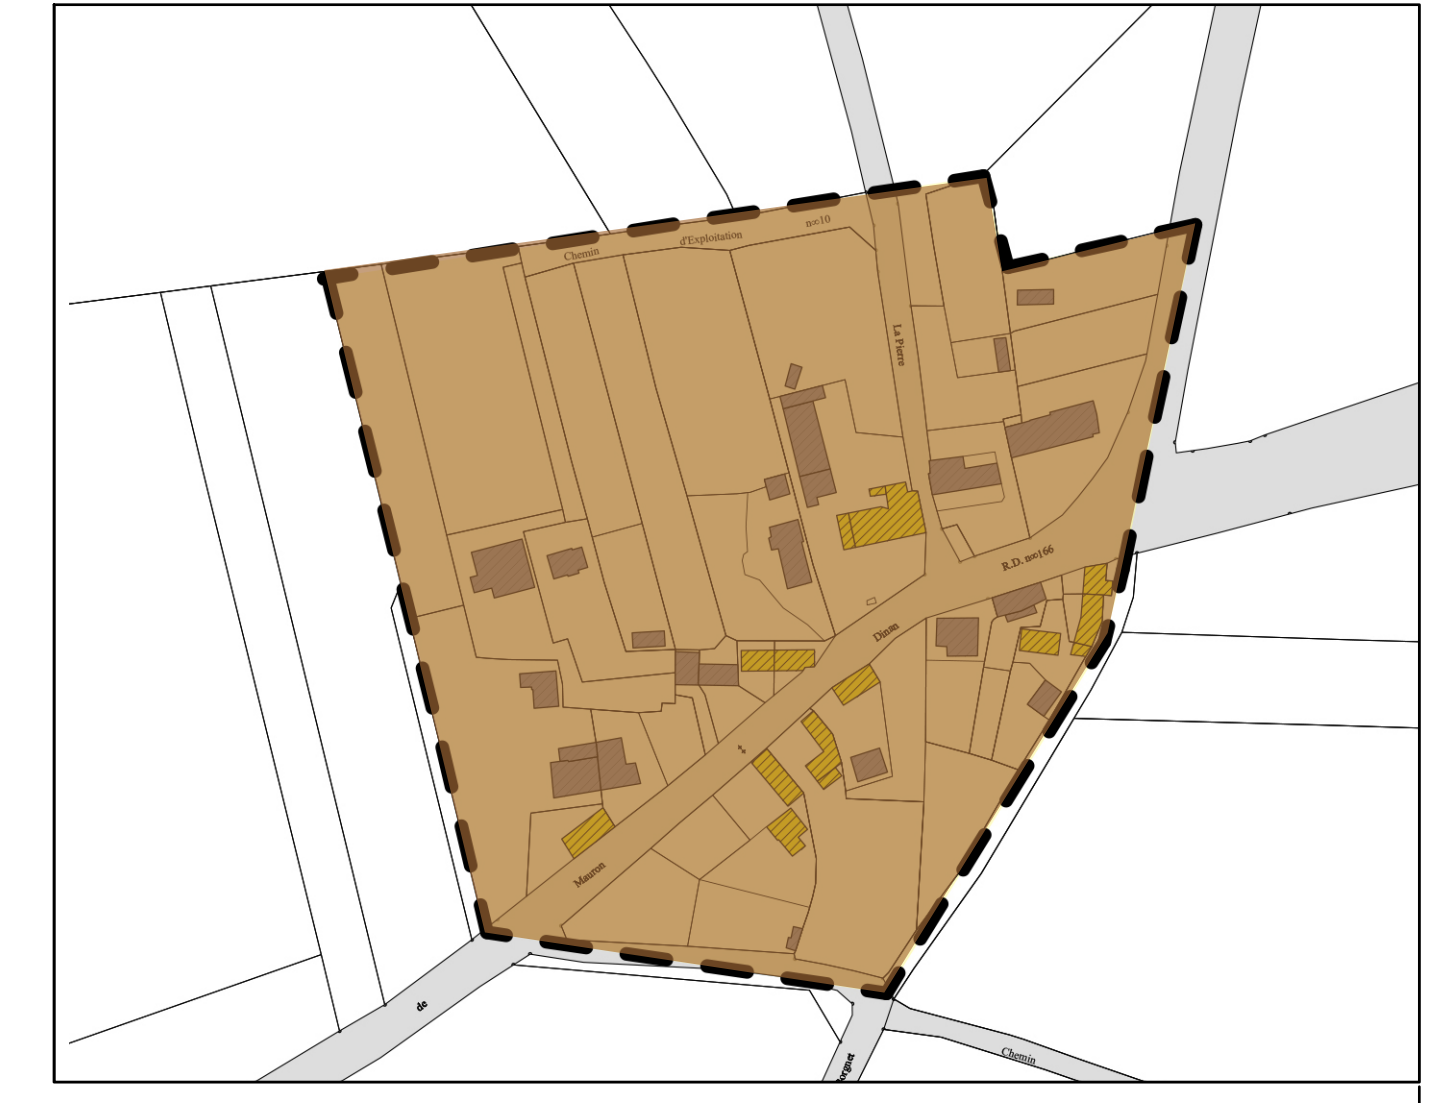 n∞10
d'Exploitation
Chemin
La Pierre
R.D. n∞166
Dinan
Mauron
de
Chemin